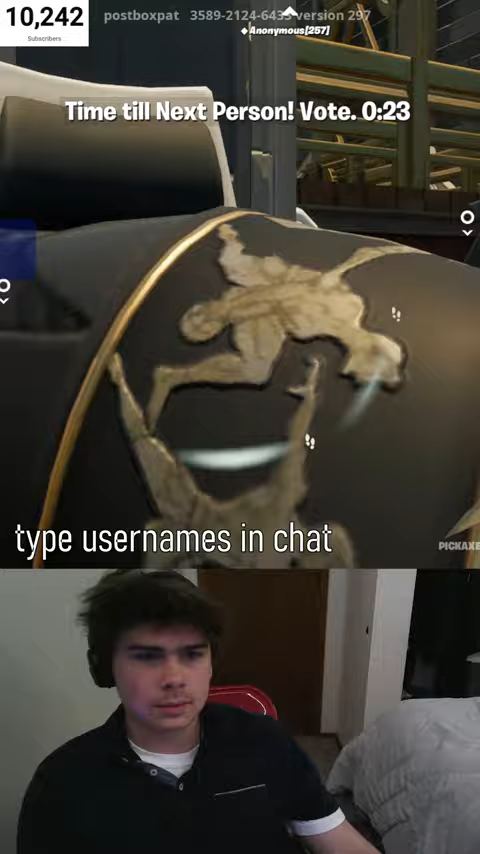 10,242
Subscribers
postboxpat 3589-2124-6435 version 297
Anonymous[257]
Time till Next Person! Vote. 0:23
type usernames in chat
PICKAXE